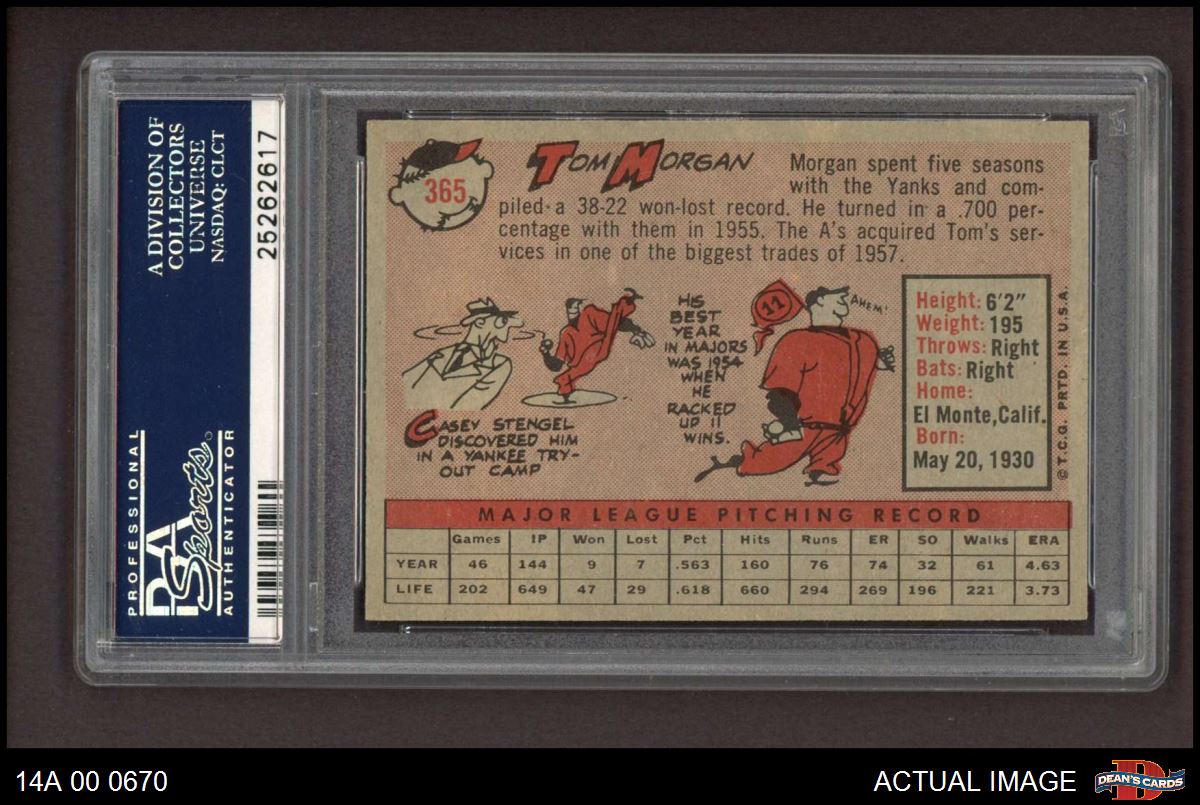 A DIVISION OF
COLLECTORS
UNIVERSE
NASDAQ: CLCT
25262617
PROFESSIONAL
PSA
Sports
AUTHENTICATOR
365
TOM MORGAN
Morgan spent five seasons
with the Yanks and com-
piled a 38-22 won-lost record. He turned in a .700 per-
centage with them in 1955. The A's acquired Tom's ser-
vices in one of the biggest trades of 1957.
CASEY STENGEL
DISCOVERED HIM
IN A YANKEE TRY-
OUT CAMP
HIS
BEST
YEAR
IN MAJORS
WAS 1954
WHEN
HE
RACKED
UP 11
WINS.
11
AHEM!
Height: 6'2"
Weight: 195
Throws: Right
Bats: Right
Home:
El Monte, Calif.
Born:
May 20, 1930
© T.C.G. PRTD. IN U.S.A.
MAJOR LEAGUE PITCHING RECORD
Games IP Won Lost Pct Hits Runs ER SO Walks ERA
YEAR 46 144 9 7 .563 160 76 74 32 61 4.63
LIFE 202 649 47 29 .618 660 294 269 196 221 3.73
14A 00 0670
ACTUAL IMAGE
DEAN'S CARDS